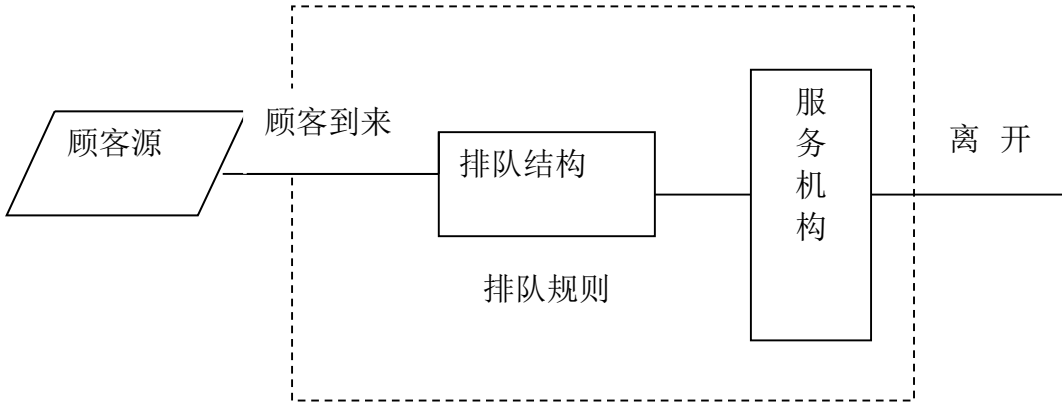 顾客源
顾客到来
排队结构
排队规则
服务机构
离 开